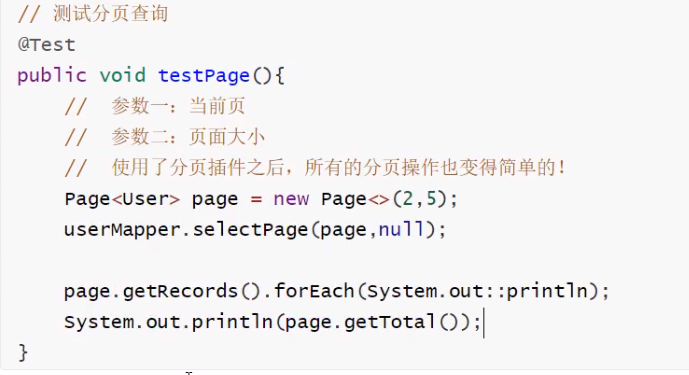 // 测试分页查询
@Test
public void testPage(){
// 参数一：当前页
// 参数二：页面大小
// 使用了分页插件之后，所有的分页操作也变得简单的！
Page<User> page = new Page<>(2,5);
userMapper.selectPage(page,null);
page.getRecords().forEach(System.out::println);
System.out.println(page.getTotal());
}